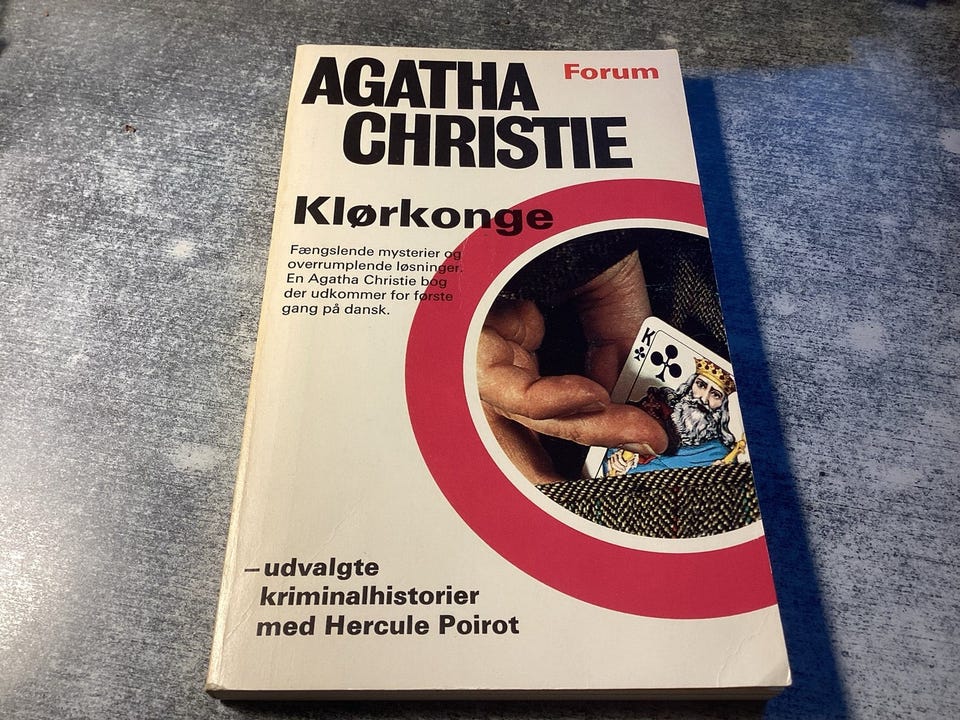 AGATHA
CHRISTIE
Forum
Klørkonge
Fængslende mysterier og
overrumplende løsninger.
En Agatha Christie bog
der udkommer for første
gang på dansk.
K
–udvalgte
kriminalhistorier
med Hercule Poirot